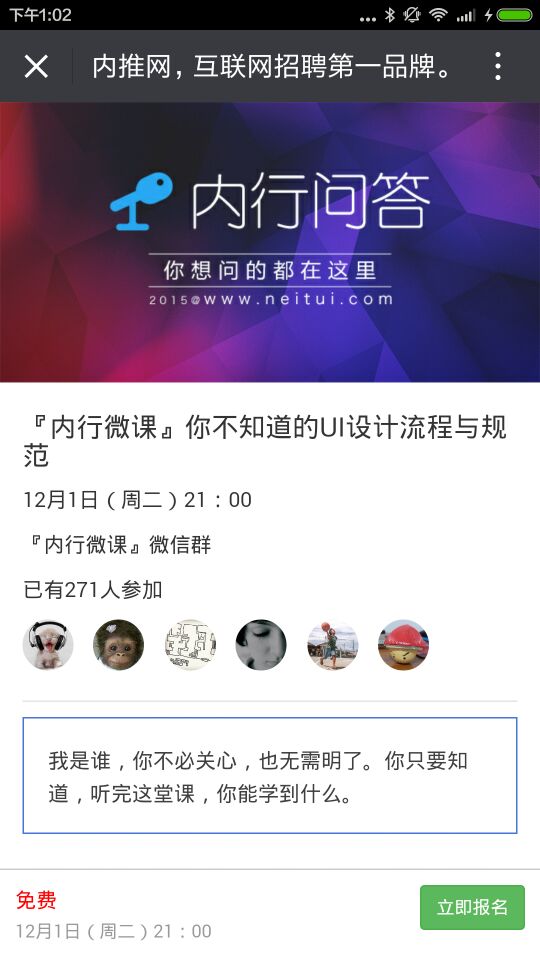 下午1:02
内推网，互联网招聘第一品牌。
内行问答
你想问的都在这里
2015@www.neitui.com
『内行微课』你不知道的UI设计流程与规
范
12月1日（周二）21：00
『内行微课』微信群
已有271人参加
我是谁，你不必关心，也无需明了。你只要知
道，听完这堂课，你能学到什么。
免费
立即报名
12月1日（周二）21：00